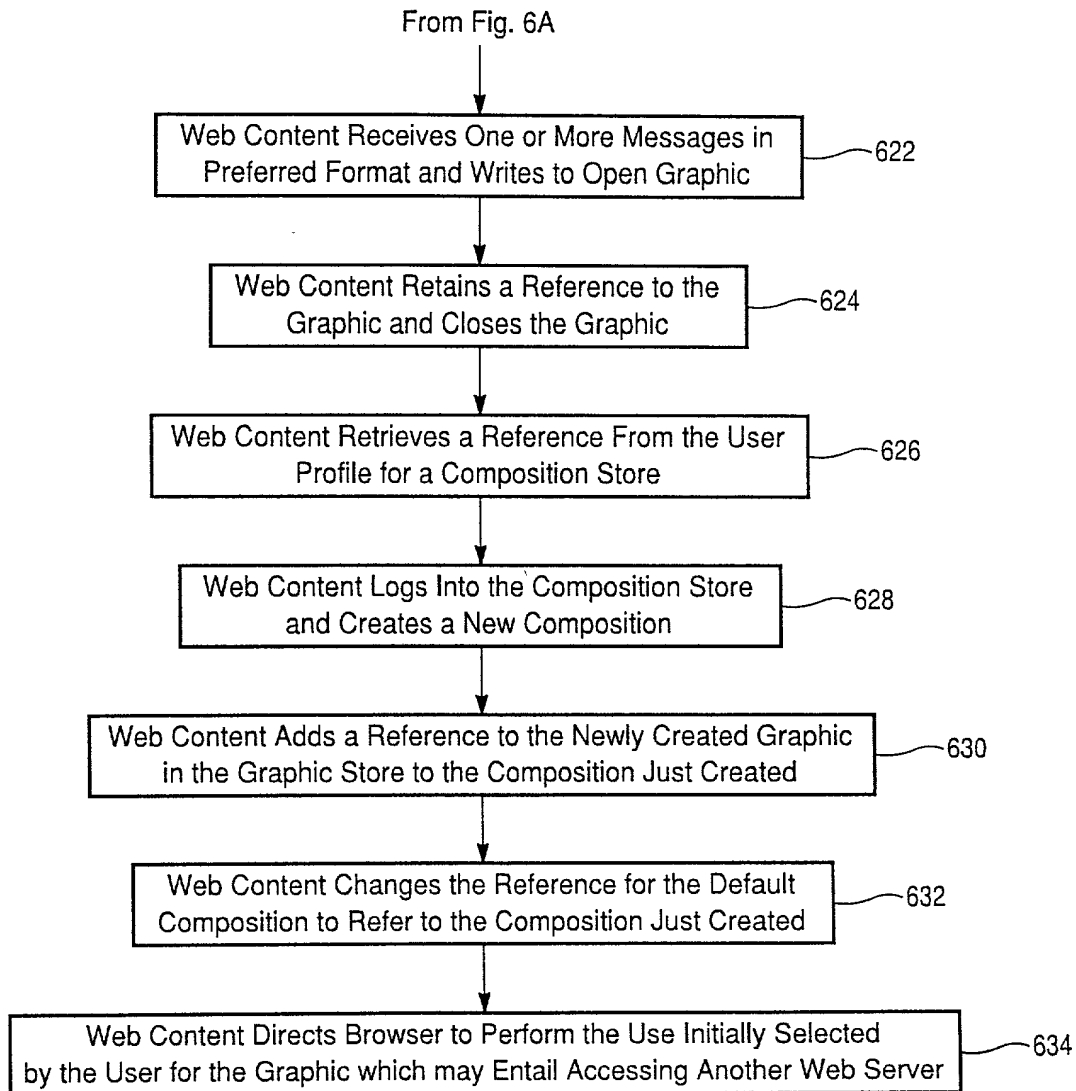 From Fig. 6A
Web Content Receives One or More Messages in
Preferred Format and Writes to Open Graphic
622
Web Content Retains a Reference to the
Graphic and Closes the Graphic
624
Web Content Retrieves a Reference From the User
Profile for a Composition Store
626
Web Content Logs Into the Composition Store
and Creates a New Composition
628
Web Content Adds a Reference to the Newly Created Graphic
in the Graphic Store to the Composition Just Created
630
Web Content Changes the Reference for the Default
Composition to Refer to the Composition Just Created
632
Web Content Directs Browser to Perform the Use Initially Selected
by the User for the Graphic which may Entail Accessing Another Web Server
634